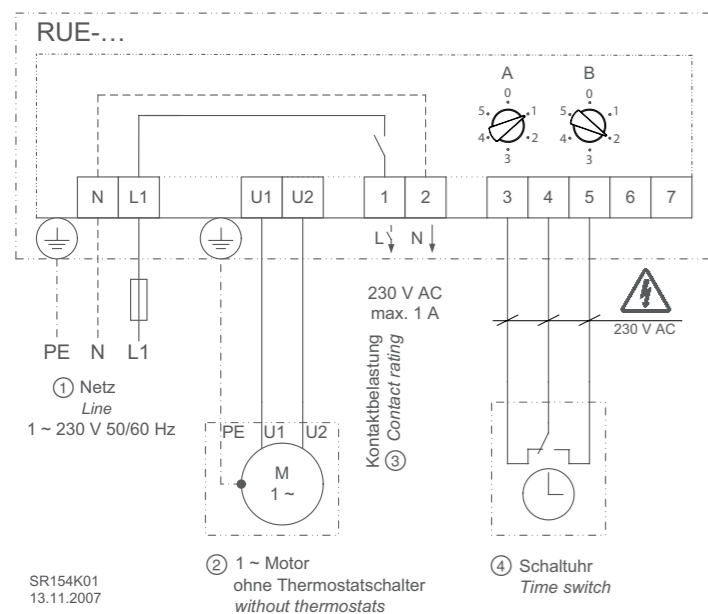 RUE-...
A B
0 0
5 1 5 1
4 2 4 2
3 3
N L1 U1 U2 1 2 3 4 5 6 7
L N
230 V AC
max. 1 A
230 V AC
PE N L1
① Netz
Line
1 ~ 230 V 50/60 Hz
Kontaktbelastung
③ Contact rating
PE U1 U2
M
1 ~
② 1 ~ Motor
ohne Thermostatschalter
without thermostats
④ Schaltuhr
Time switch
SR154K01
13.11.2007